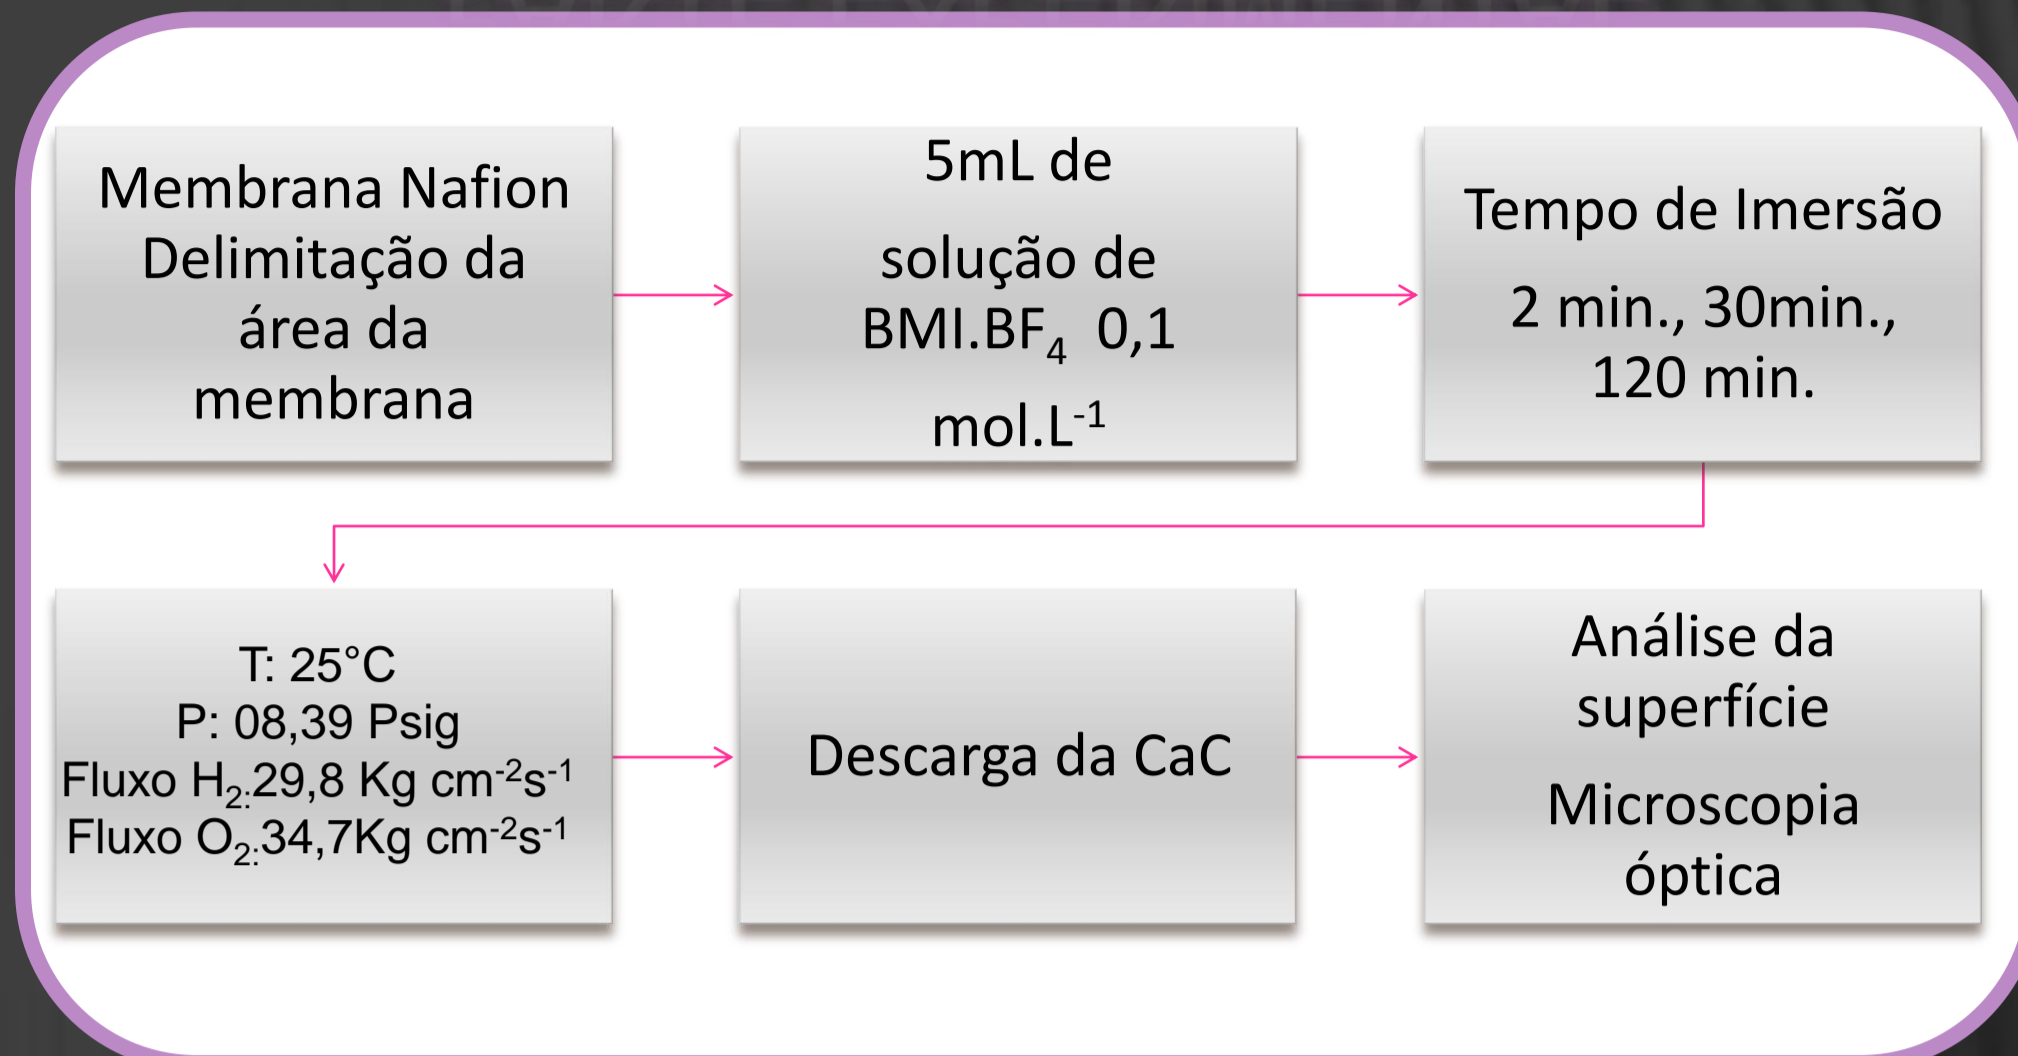 Membrana Nafion
Delimitação da
área da
membrana
5mL de
solução de
BMI.BF₄ 0,1
mol.L⁻¹
Tempo de Imersão
2 min., 30min.,
120 min.
T: 25°C
P: 08,39 Psig
Fluxo H₂:29,8 Kg cm⁻²s⁻¹
Fluxo O₂:34,7Kg cm⁻²s⁻¹
Descarga da CaC
Análise da
superfície
Microscopia
óptica